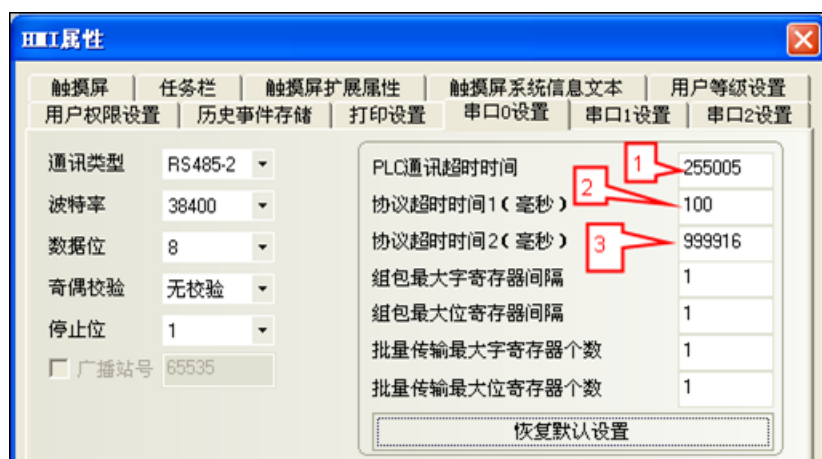 HMI属性
触摸屏 任务栏 触摸屏扩展属性 触摸屏系统信息文本 用户等级设置
用户权限设置 历史事件存储 打印设置 串口0设置 串口1设置 串口2设置
通讯类型 RS485-2
波特率 38400
数据位 8
奇偶校验 无校验
停止位 1
广播站号 65535
PLC通讯超时时间 1 255005
协议超时时间1(毫秒) 2 100
协议超时时间2(毫秒) 3 999916
组包最大字寄存器间隔 1
组包最大位寄存器间隔 1
批量传输最大字寄存器个数 1
批量传输最大位寄存器个数 1
恢复默认设置